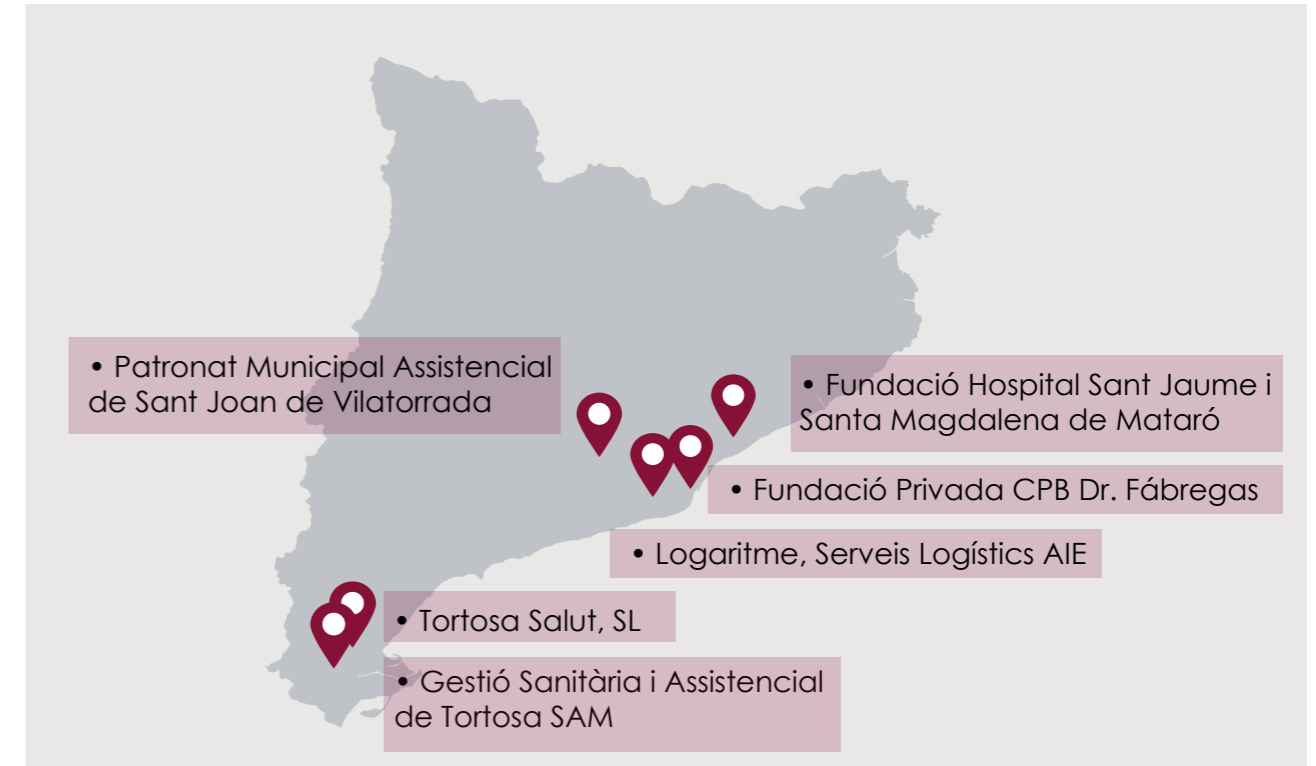 • Patronat Municipal Assistencial
de Sant Joan de Vilatorrada
• Fundació Hospital Sant Jaume i
Santa Magdalena de Mataró
• Fundació Privada CPB Dr. Fábregas
• Logaritme, Serveis Logístics AIE
• Tortosa Salut, SL
• Gestió Sanitària i Assistencial
de Tortosa SAM